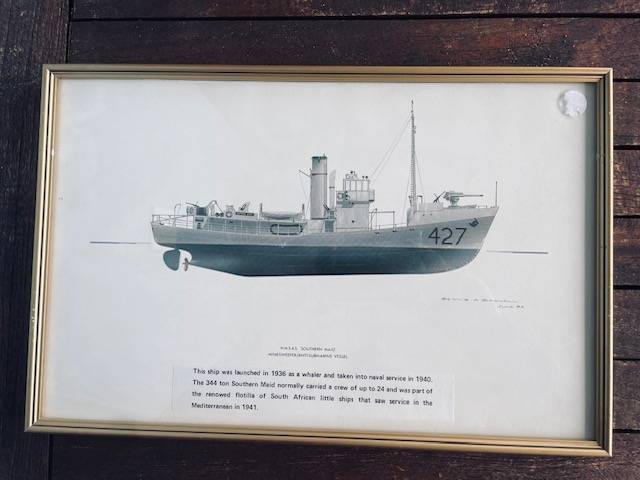 427
H.M.S.A.S. SOUTHERN MAID
MINESWEEPER/ANTI-SUBMARINE VESSEL
This ship was launched in 1936 as a whaler and taken into naval service in 1940.
The 344 ton Southern Maid normally carried a crew of up to 24 and was part of
the renowed flotilla of South African little ships that saw service in the
Mediterranean in 1941.